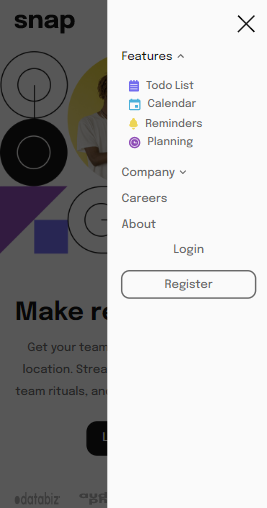 snap
Features
Todo List
Calendar
Reminders
Planning
Company
Careers
About
Login
Register
Make re
Get your team
location. Strea
team rituals, an
L
databiz